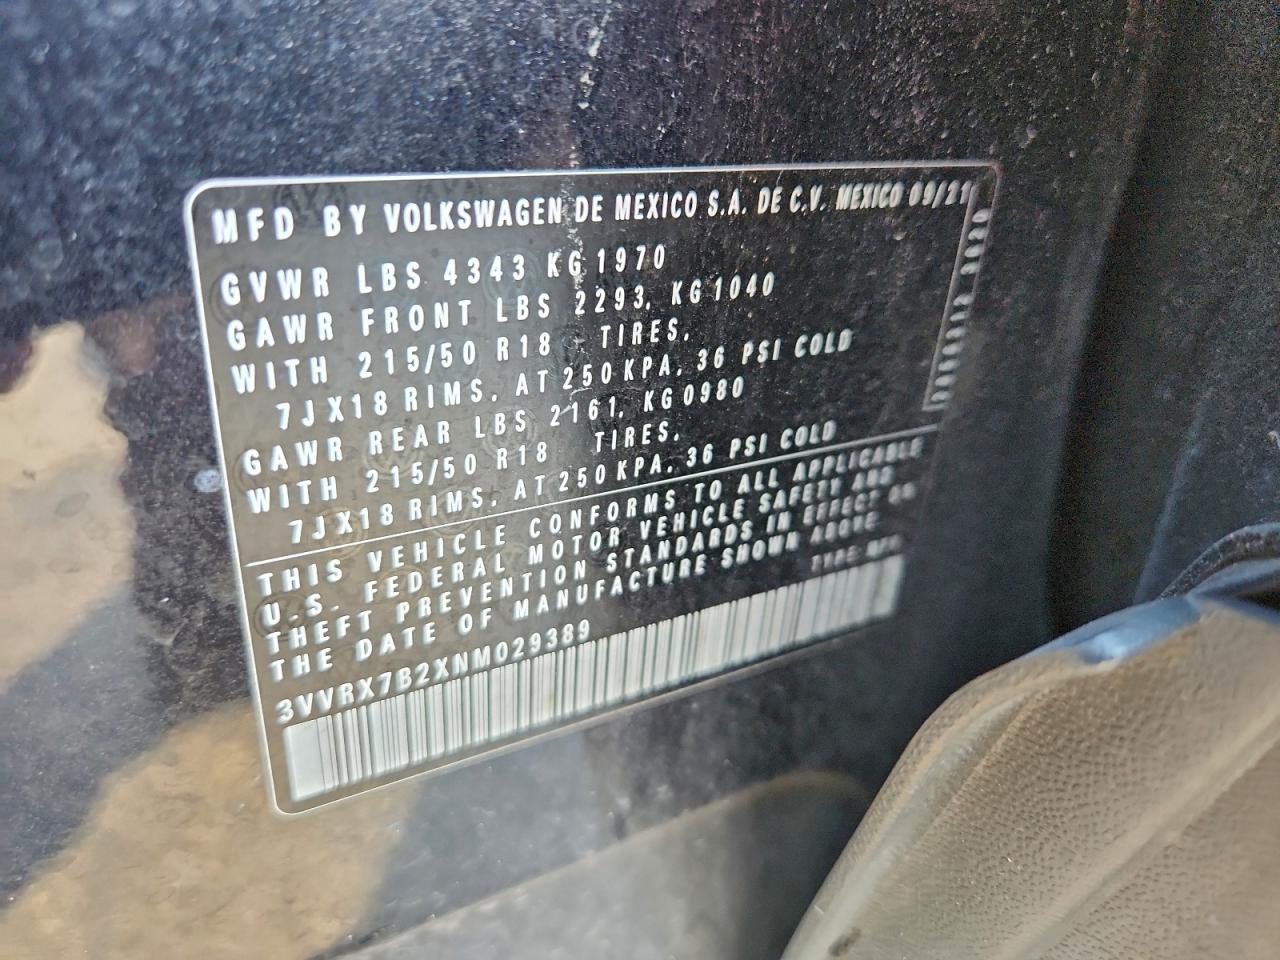 MFD BY VOLKSWAGEN DE MEXICO S.A. DE C.V. MEXICO 09/21
GVWR LBS 4343 KG 1970
GAWR FRONT LBS 2293, KG 1040
WITH 215/50 R18 TIRES,
7JX18 RIMS, AT 250 KPA, 36 PSI COLD
GAWR REAR LBS 2161, KG 0980
WITH 215/50 R18 TIRES,
7JX18 RIMS, AT 250 KPA, 36 PSI COLD
THIS VEHICLE CONFORMS TO ALL APPLICABLE
U.S. FEDERAL MOTOR VEHICLE SAFETY AND
THEFT PREVENTION STANDARDS IN EFFECT ON
THE DATE OF MANUFACTURE SHOWN ABOVE
TYPE:
3VVRX7B2XNM029389